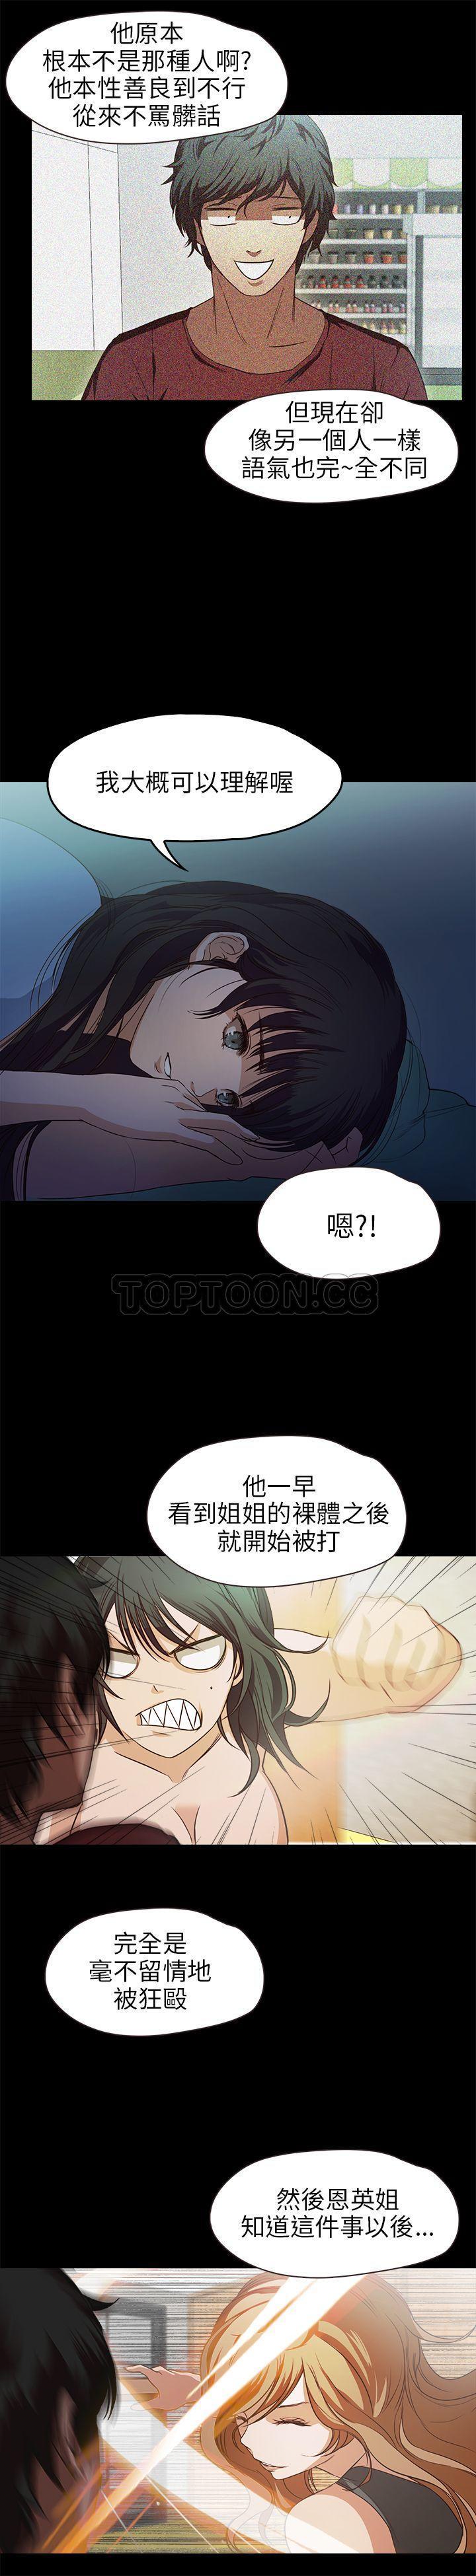 他原本
根本不是那種人啊?
他本性善良到不行
從來不罵髒話
但現在卻
像另一個人一樣
語氣也完~全不同
我大概可以理解喔
嗯?!
TOPTOON.CC
他一早
看到姐姐的裸體之後
就開始被打
完全是
毫不留情地
被狂毆
然後恩英姐
知道這件事以後...